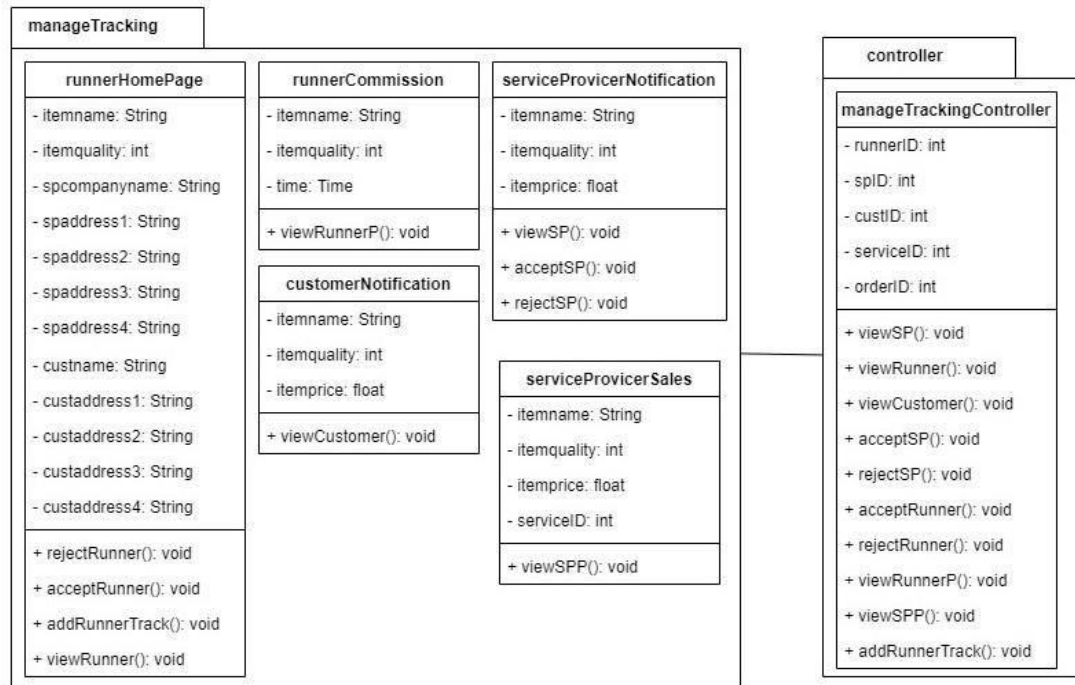 manageTracking
runnerHomePage
- itemname: String
- itemquality: int
- spcompanyname: String
- spaddress1: String
- spaddress2: String
- spaddress3: String
- spaddress4: String
- custname: String
- custaddress1: String
- custaddress2: String
- custaddress3: String
- custaddress4: String
+ rejectRunner(): void
+ acceptRunner(): void
+ addRunnerTrack(): void
+ viewRunner(): void
runnerCommission
- itemname: String
- itemquality: int
- time: Time
+ viewRunnerP(): void
customerNotification
- itemname: String
- itemquality: int
- itemprice: float
+ viewCustomer(): void
serviceProvicerNotification
- itemname: String
- itemquality: int
- itemprice: float
+ viewSP(): void
+ acceptSP(): void
+ rejectSP(): void
serviceProvicerSales
- itemname: String
- itemquality: int
- itemprice: float
- serviceID: int
+ viewSPP(): void
controller
manageTrackingController
- runnerID: int
- spID: int
- custID: int
- serviceID: int
- orderID: int
+ viewSP(): void
+ viewRunner(): void
+ viewCustomer(): void
+ acceptSP(): void
+ rejectSP(): void
+ acceptRunner(): void
+ rejectRunner(): void
+ viewRunnerP(): void
+ viewSPP(): void
+ addRunnerTrack(): void